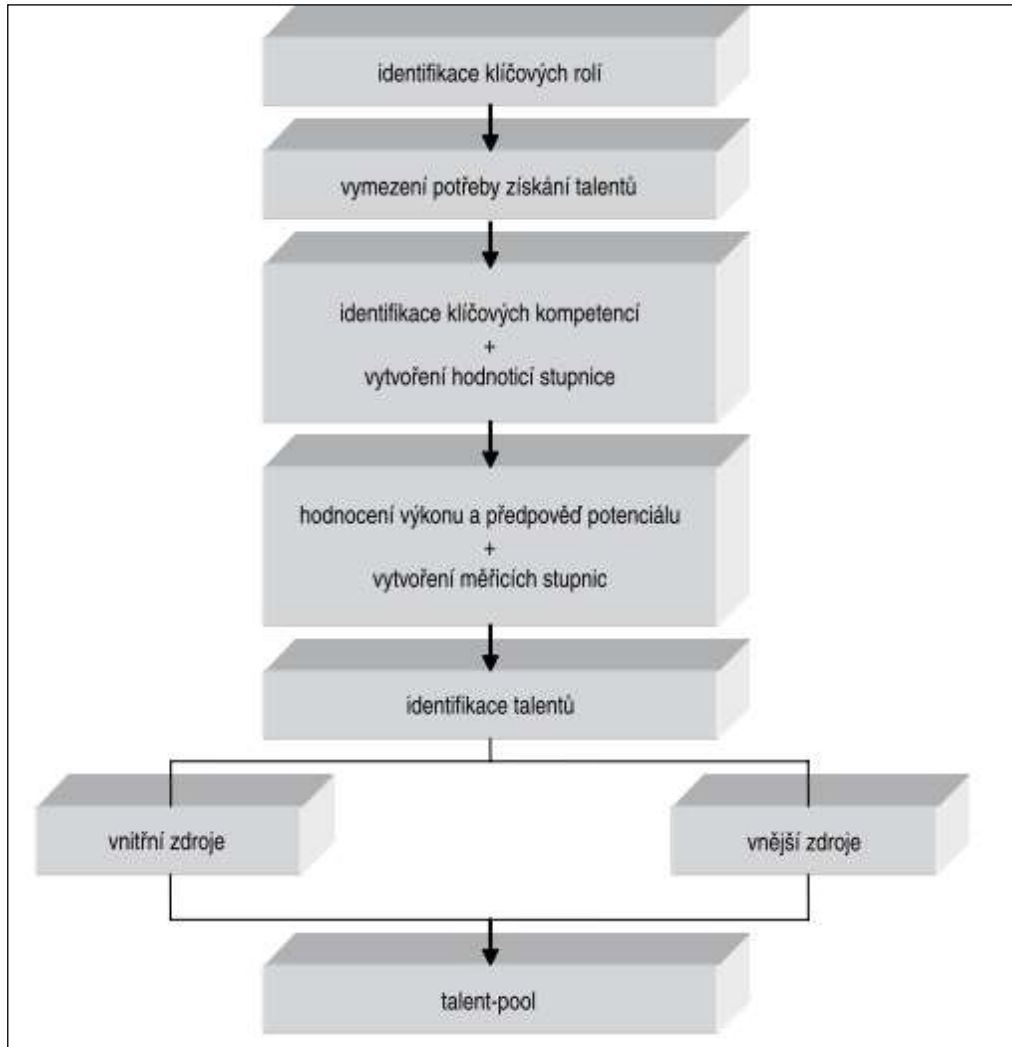 identifikace klíčových rolí
vymezení potřeby získání talentů
identifikace klíčových kompetencí
+
vytvoření hodnoticí stupnice
hodnocení výkonu a předpověď potenciálu
+
vytvoření měřicích stupnic
identifikace talentů
vnitřní zdroje
vnější zdroje
talent-pool